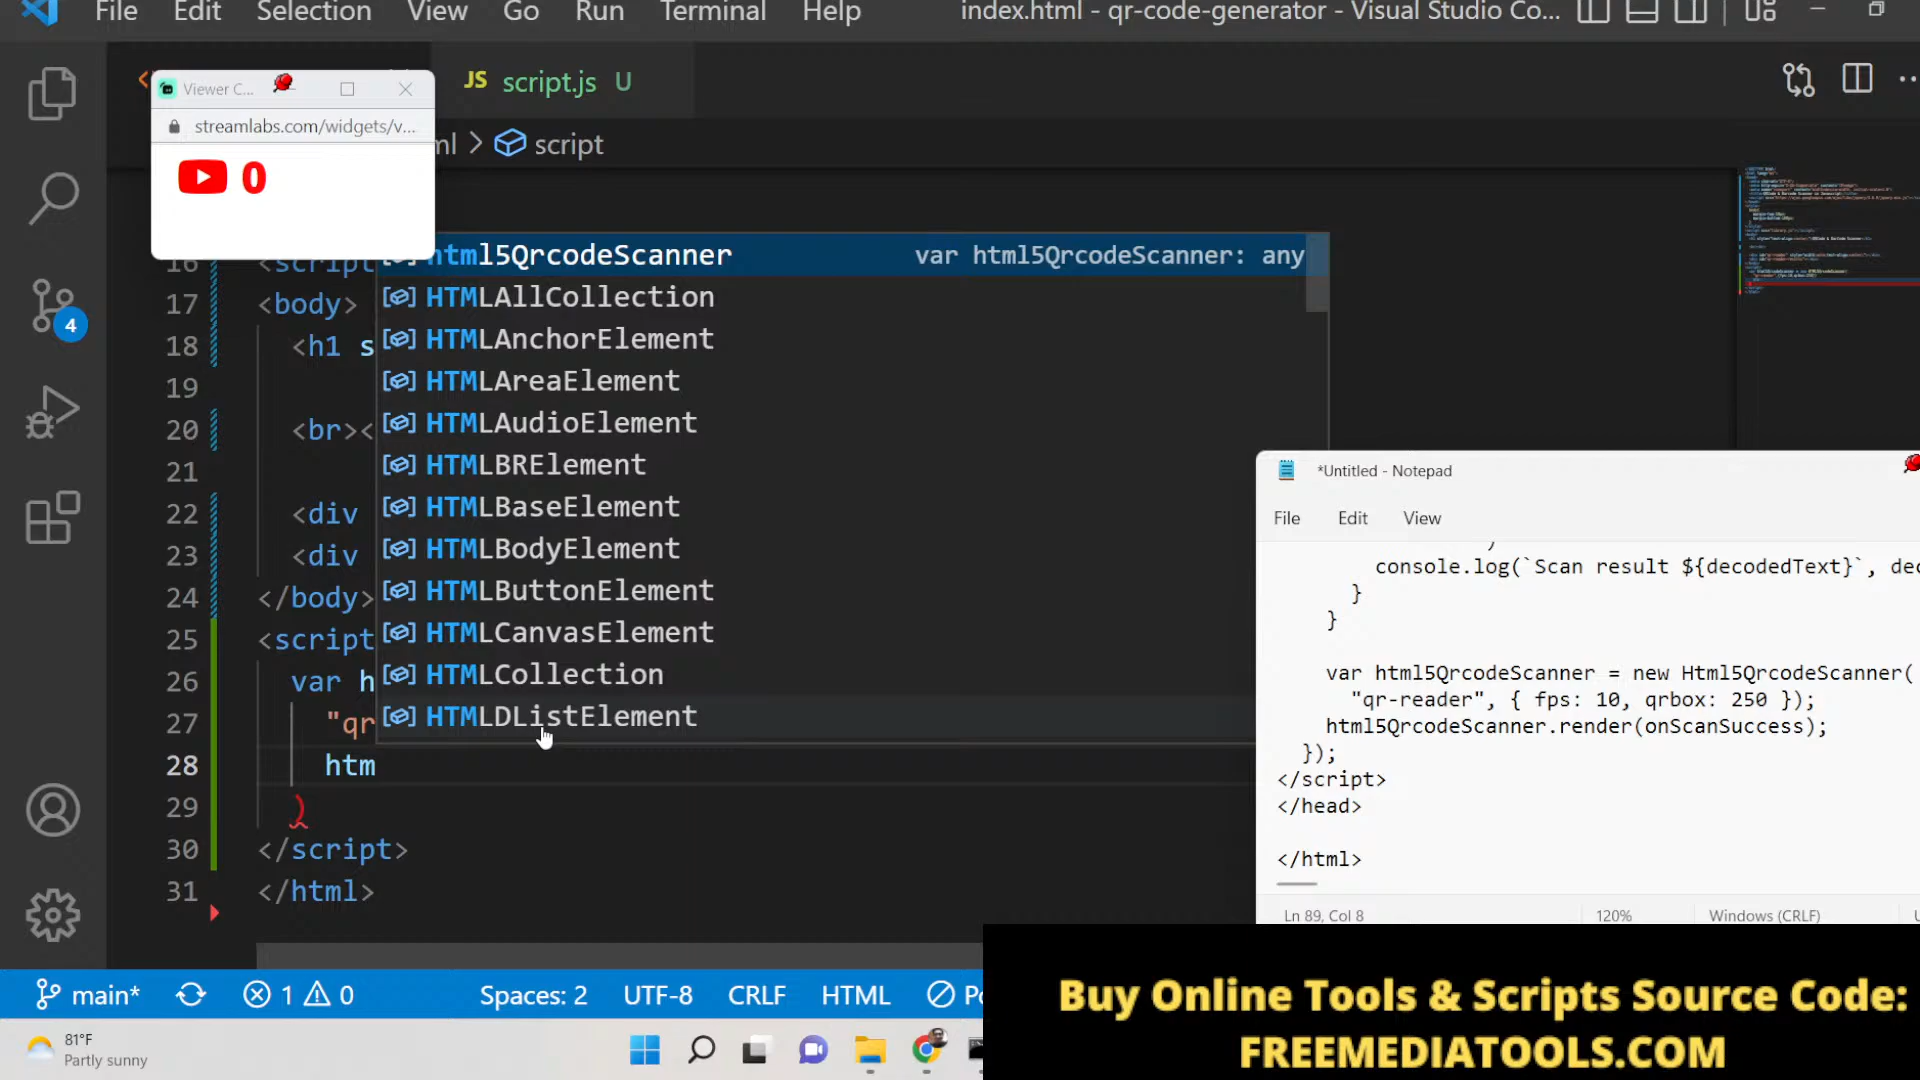 File Edit Selection View Go Run Terminal Help index.html - qr-code-generator - Visual Studio Co...
JS script.js U
Viewer C...
streamlabs.com/widgets/v...
0
script
html5QrcodeScanner var html5QrcodeScanner: any
HTMLAllCollection
HTMLAnchorElement
HTMLAreaElement
HTMLAudioElement
HTMLBRElement
HTMLBaseElement
HTMLBodyElement
HTMLButtonElement
HTMLCanvasElement
HTMLCollection
HTMLDListElement
16 <script
17 <body>
18 <h1 s
19
20 <br><
21
22 <div
23 <div
24 </body>
25 <script
26 var h
27 "qr
28 htm
29 )
30 </script>
31 </html>
4
*Untitled - Notepad
File Edit View
console.log(`Scan result ${decodedText}`, dec
}
}
var html5QrcodeScanner = new Html5QrcodeScanner(
"qr-reader", { fps: 10, qrbox: 250 });
html5QrcodeScanner.render(onScanSuccess);
});
</script>
</head>
</html>
Ln 89, Col 8 120% Windows (CRLF)
main* 1 0 Spaces: 2 UTF-8 CRLF HTML
81°F
Partly sunny
Buy Online Tools & Scripts Source Code:
FREEMEDIATOOLS.COM